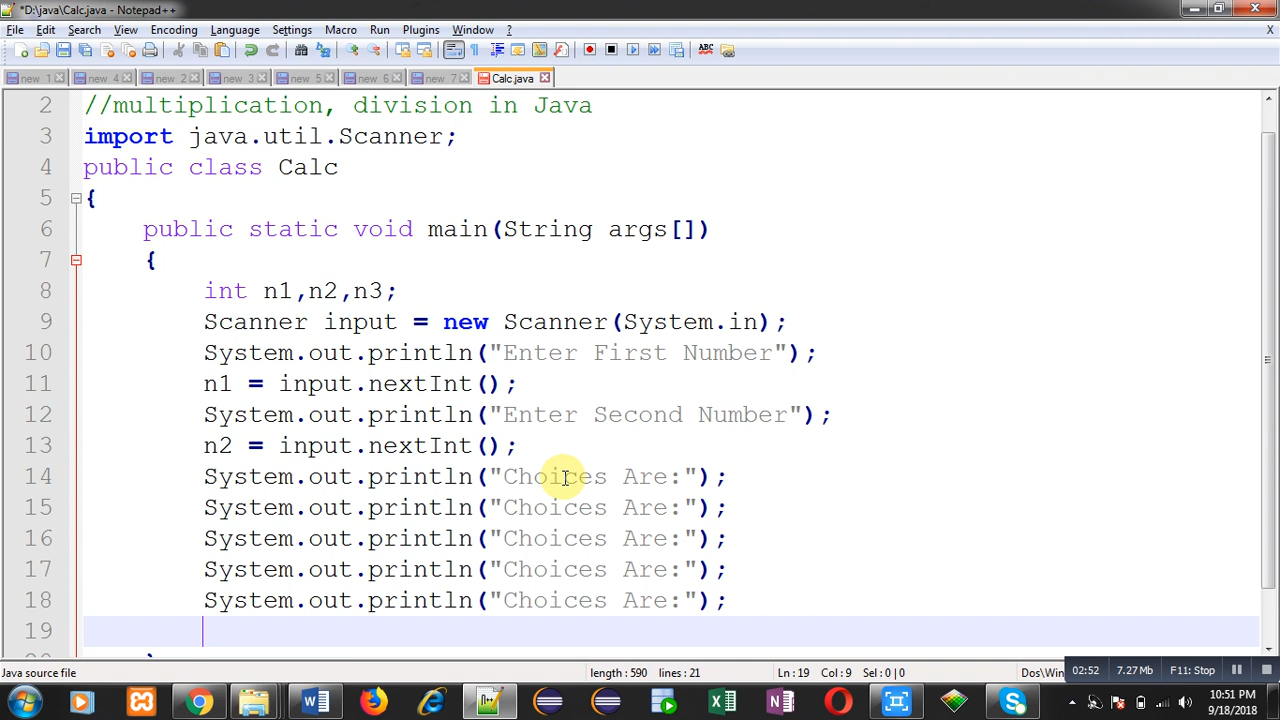 *D:\java\Calc.java - Notepad++
File Edit Search View Encoding Language Settings Macro Run Plugins Window ? X
new 1 new 4 new 2 new 3 new 5 new 6 new 7 Calc.java
2 //multiplication, division in Java
3 import java.util.Scanner;
4 public class Calc
5 {
6 public static void main(String args[])
7 {
8 int n1,n2,n3;
9 Scanner input = new Scanner(System.in);
10 System.out.println("Enter First Number");
11 n1 = input.nextInt();
12 System.out.println("Enter Second Number");
13 n2 = input.nextInt();
14 System.out.println("Choices Are:");
15 System.out.println("Choices Are:");
16 System.out.println("Choices Are:");
17 System.out.println("Choices Are:");
18 System.out.println("Choices Are:");
19
Java source file length : 590 lines : 21 Ln : 19 Col : 9 Sel : 0 | 0 Dos\Win 02:52 7.27 Mb F11: Stop
10:51 PM
9/18/2018